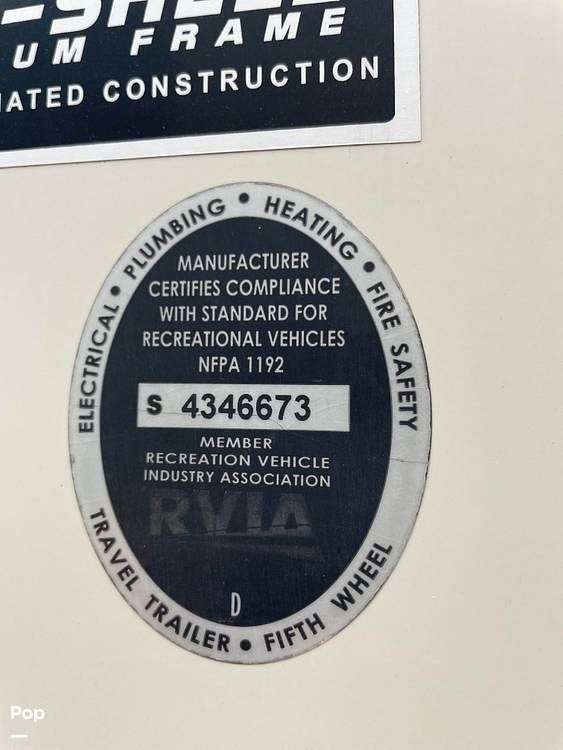 UM FRAME
CONSTRUCTION
ELECTRICAL • PLUMBING • HEATING • FIRE SAFETY
MANUFACTURER
CERTIFIES COMPLIANCE
WITH STANDARD FOR
RECREATIONAL VEHICLES
NFPA 1192
S 4346673
MEMBER
RECREATION VEHICLE
INDUSTRY ASSOCIATION
RVIA
D
TRAVEL TRAILER • FIFTH WHEEL
Pop